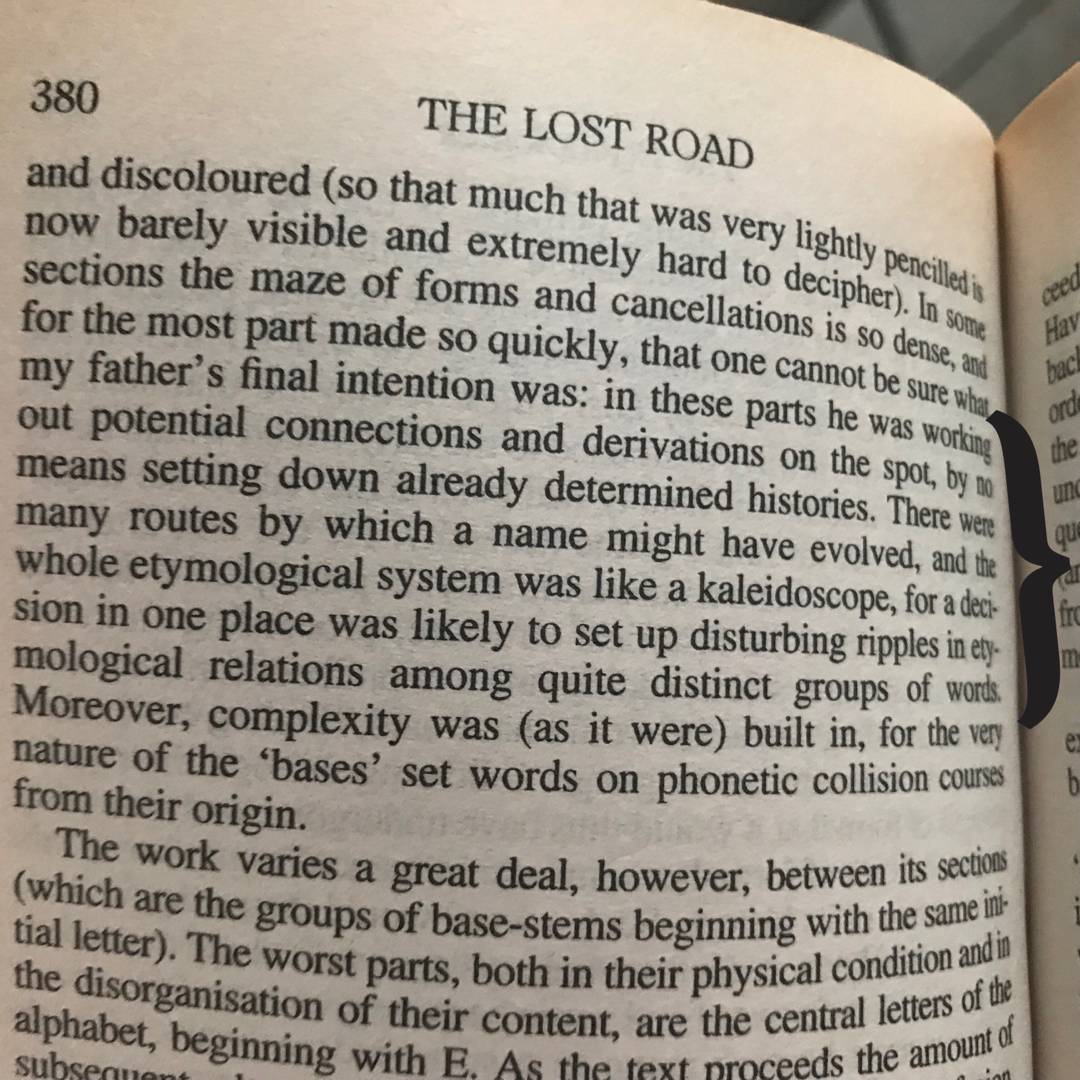 380
THE LOST ROAD
and discoloured (so that much that was very lightly pencilled is
now barely visible and extremely hard to decipher). In some
sections the maze of forms and cancellations is so dense, and
for the most part made so quickly, that one cannot be sure what
my father's final intention was: in these parts he was working
out potential connections and derivations on the spot, by no
means setting down already determined histories. There were
many routes by which a name might have evolved, and the
whole etymological system was like a kaleidoscope, for a deci-
sion in one place was likely to set up disturbing ripples in ety-
mological relations among quite distinct groups of words.
Moreover, complexity was (as it were) built in, for the very
nature of the 'bases' set words on phonetic collision courses
from their origin.
The work varies a great deal, however, between its sections
(which are the groups of base-stems beginning with the same ini-
tial letter). The worst parts, both in their physical condition and in
the disorganisation of their content, are the central letters of the
alphabet, beginning with E. As the text proceeds the amount of